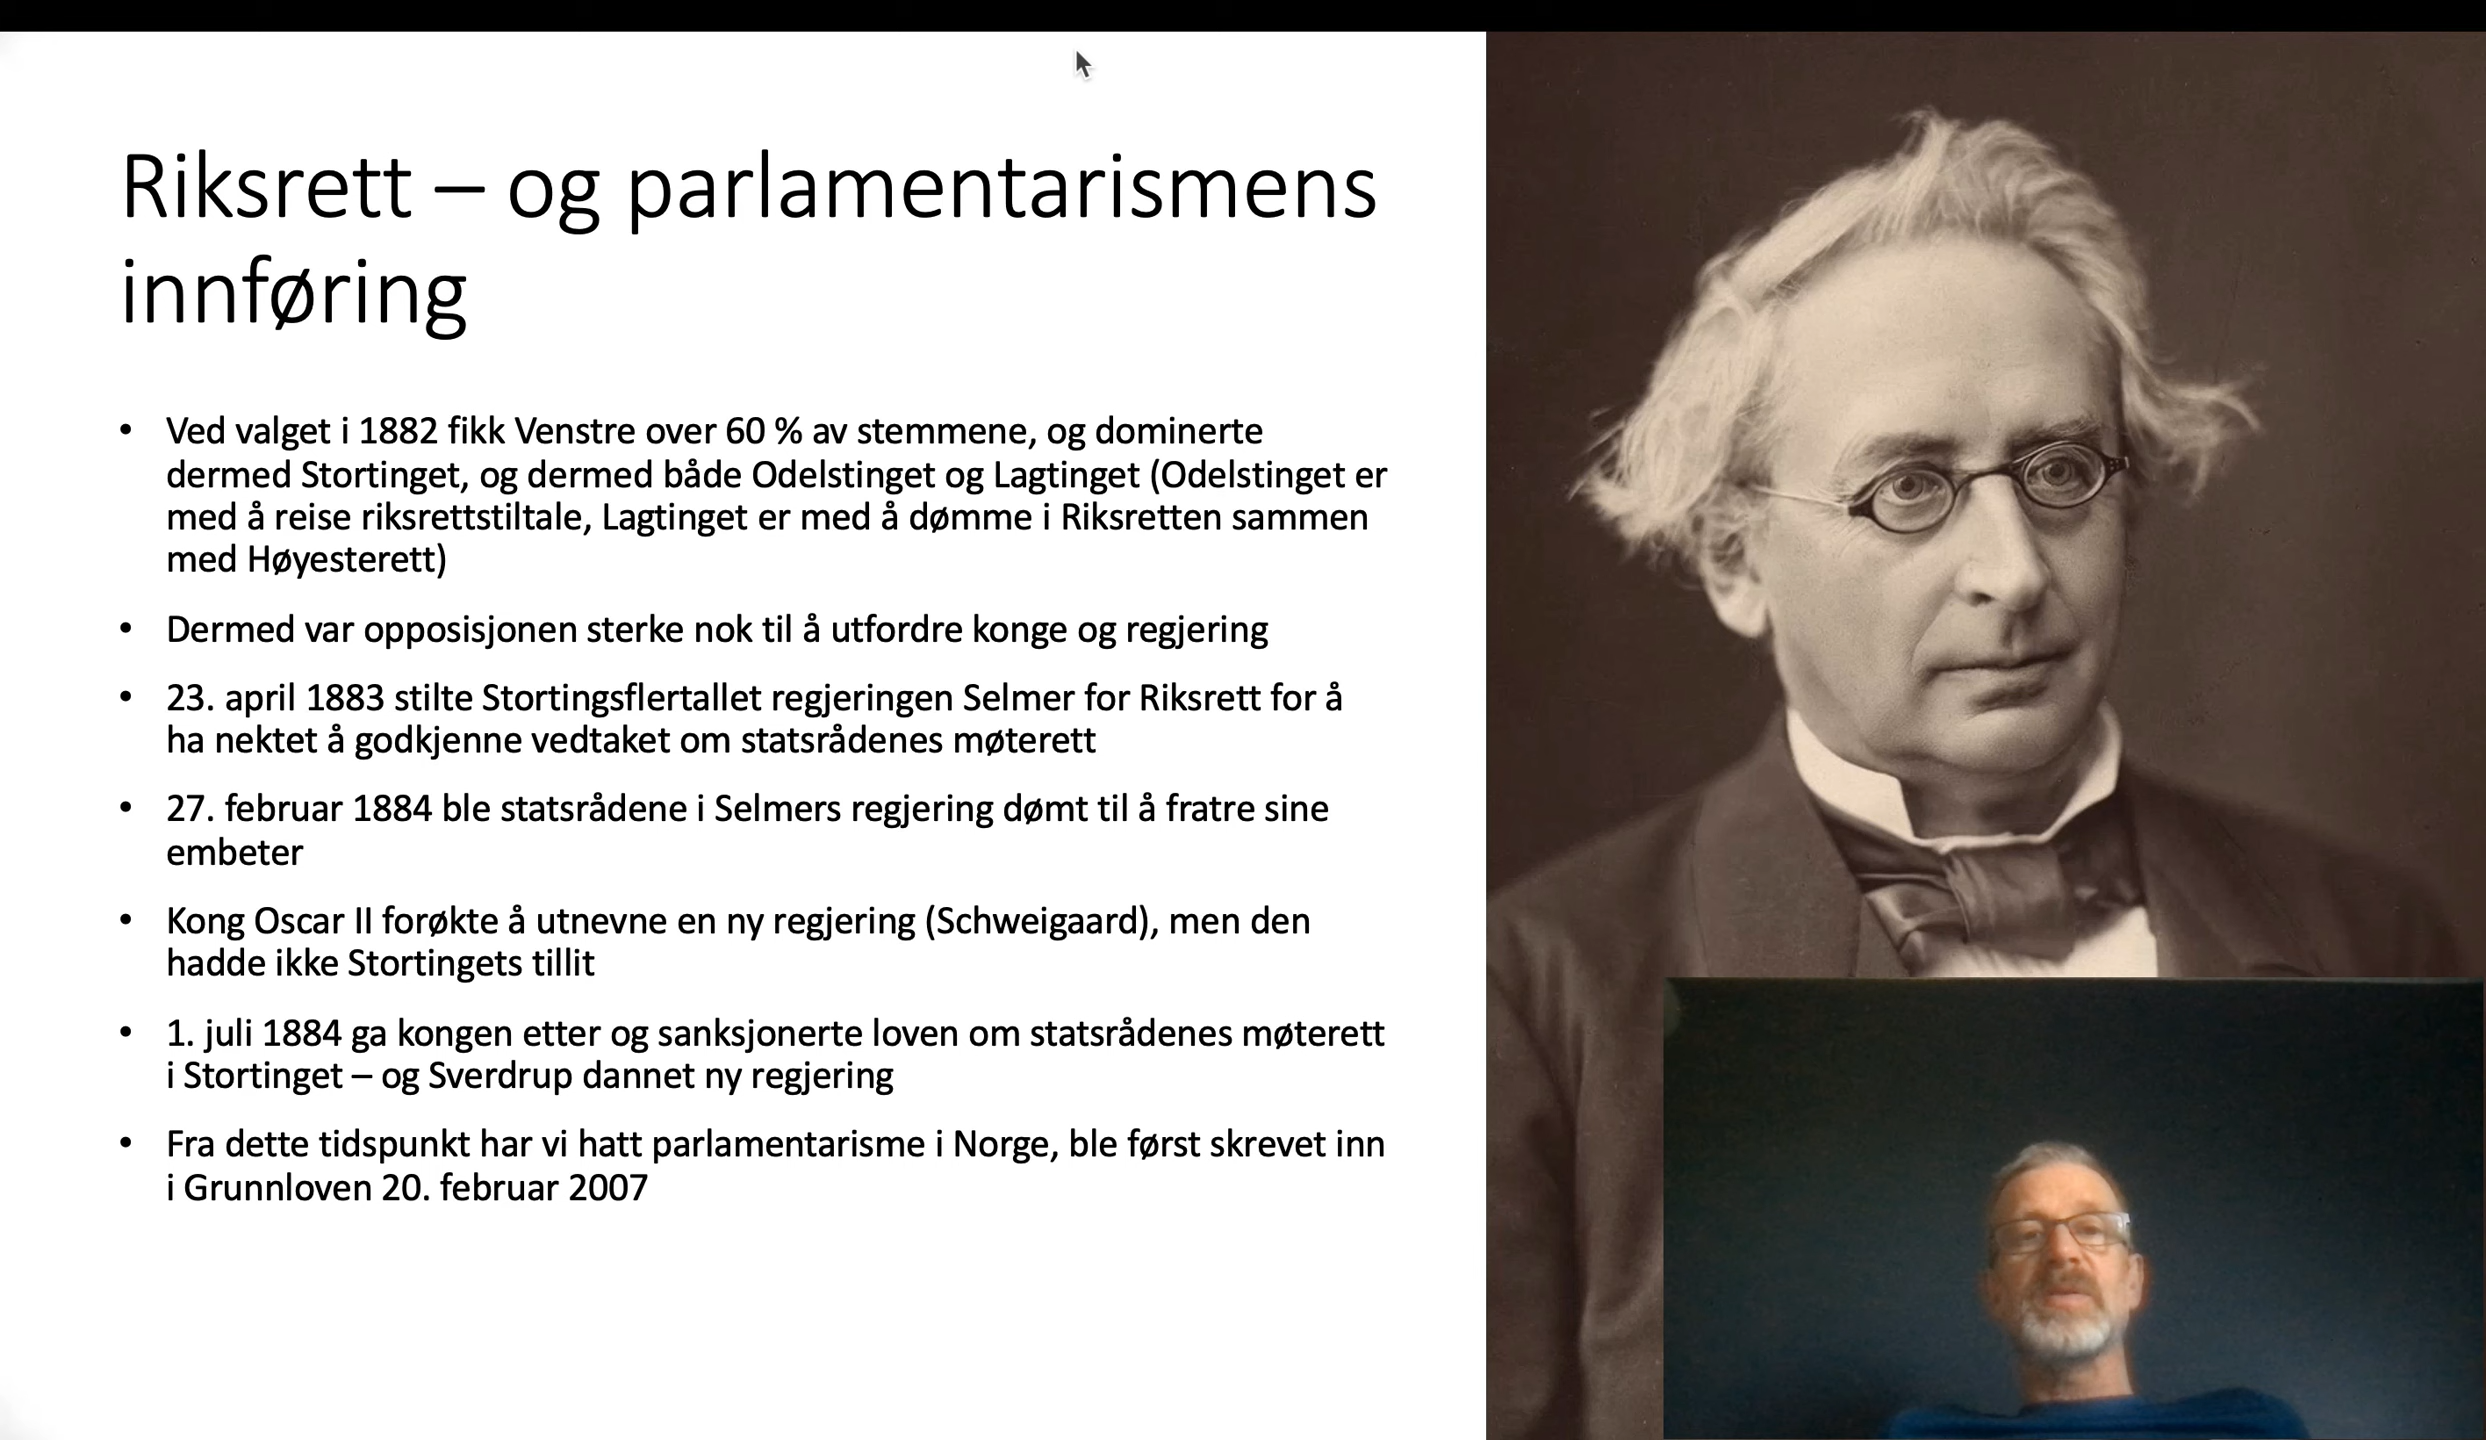 Riksrett – og parlamentarismens
innføring
• Ved valget i 1882 fikk Venstre over 60 % av stemmene, og dominerte
dermed Stortinget, og dermed både Odelstinget og Lagtinget (Odelstinget er
med å reise riksrettstiltale, Lagtinget er med å dømme i Riksretten sammen
med Høyesterett)
• Dermed var opposisjonen sterke nok til å utfordre konge og regjering
• 23. april 1883 stilte Stortingsflertallet regjeringen Selmer for Riksrett for å
ha nektet å godkjenne vedtaket om statsrådenes møterett
• 27. februar 1884 ble statsrådene i Selmers regjering dømt til å fratre sine
embeter
• Kong Oscar II forøkte å utnevne en ny regjering (Schweigaard), men den
hadde ikke Stortingets tillit
• 1. juli 1884 ga kongen etter og sanksjonerte loven om statsrådenes møterett
i Stortinget – og Sverdrup dannet ny regjering
• Fra dette tidspunkt har vi hatt parlamentarisme i Norge, ble først skrevet inn
i Grunnloven 20. februar 2007